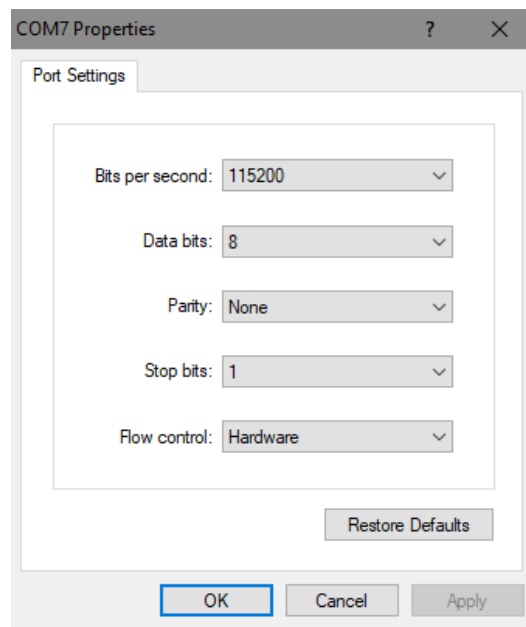 COM7 Properties ?
Port Settings
Bits per second: 115200
Data bits: 8
Parity: None
Stop bits: 1
Flow control: Hardware
Restore Defaults
OK Cancel Apply